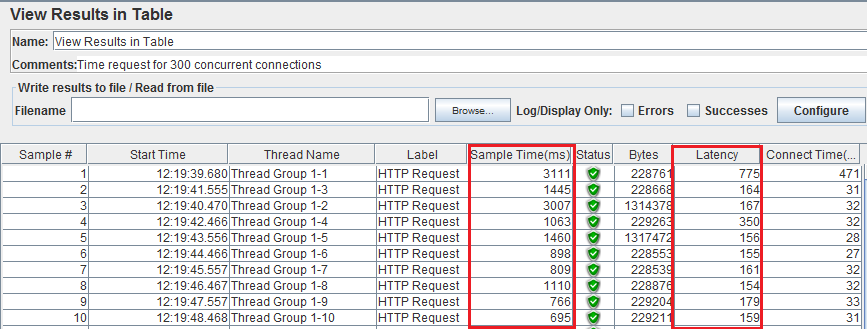 View Results in Table
Name: View Results in Table
Comments: Time request for 300 concurrent connections
Write results to file / Read from file
Filename Browse... Log/Display Only: Errors Successes Configure
Sample # Start Time Thread Name Label Sample Time(ms) Status Bytes Latency Connect Time(...
1 12:19:39.680 Thread Group 1-1 HTTP Request 3111 228761 775 471
2 12:19:41.555 Thread Group 1-3 HTTP Request 1445 228668 164 31
3 12:19:40.470 Thread Group 1-2 HTTP Request 3007 1314378 167 32
4 12:19:42.466 Thread Group 1-4 HTTP Request 1063 229263 350 32
5 12:19:43.556 Thread Group 1-5 HTTP Request 1460 1317472 156 28
6 12:19:44.466 Thread Group 1-6 HTTP Request 898 228553 155 27
7 12:19:45.557 Thread Group 1-7 HTTP Request 809 228539 161 32
8 12:19:46.467 Thread Group 1-8 HTTP Request 1110 228876 154 32
9 12:19:47.557 Thread Group 1-9 HTTP Request 766 229204 179 33
10 12:19:48.468 Thread Group 1-10 HTTP Request 695 229211 159 31